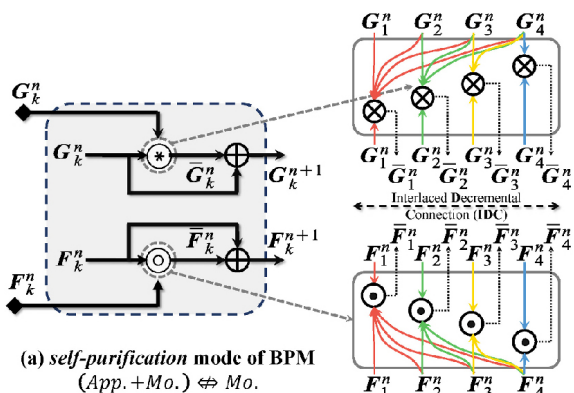 G_1^n G_2^n G_3^n G_4^n
G_k^n
G_k^n * Ḡ_k^n G_k^{n+1}
G_1^n G_2^n G_3^n G_4^n
Ḡ_1^n Ḡ_2^n Ḡ_3^n Ḡ_4^n
Interlaced Decremental
Connection (IDC)
F̄_1^n F̄_2^n F̄_3^n F̄_4^n
F_1^n F_2^n F_3^n F_4^n
F_k^n F̄_k^n F_k^{n+1}
F_k^n
F_1^n F_2^n F_3^n F_4^n
(a) self-purification mode of BPM
(App.+Mo.) ⇔ Mo.